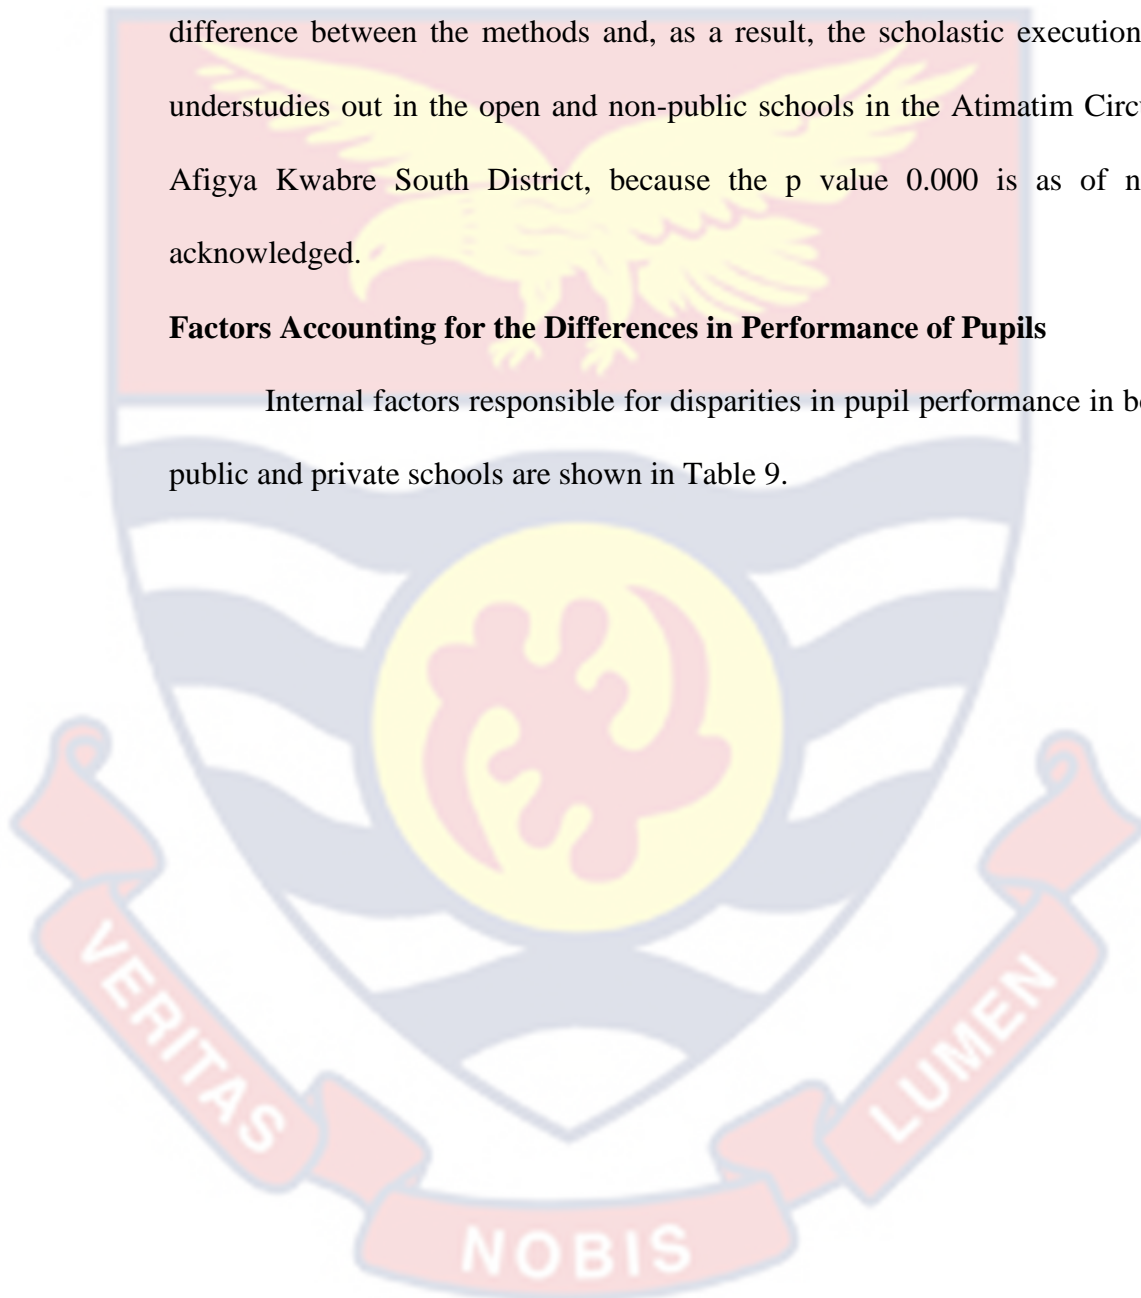 difference between the methods and, as a result, the scholastic execution
understudies out in the open and non-public schools in the Atimatim
Afigya Kwabre South District, because the p value 0.000 is as of
acknowledged.
Factors Accounting for the Differences in Performance of Pupils
Internal factors responsible for disparities in pupil performance in
public and private schools are shown in Table 9.
VERITAS
NOBIS
LUMEN